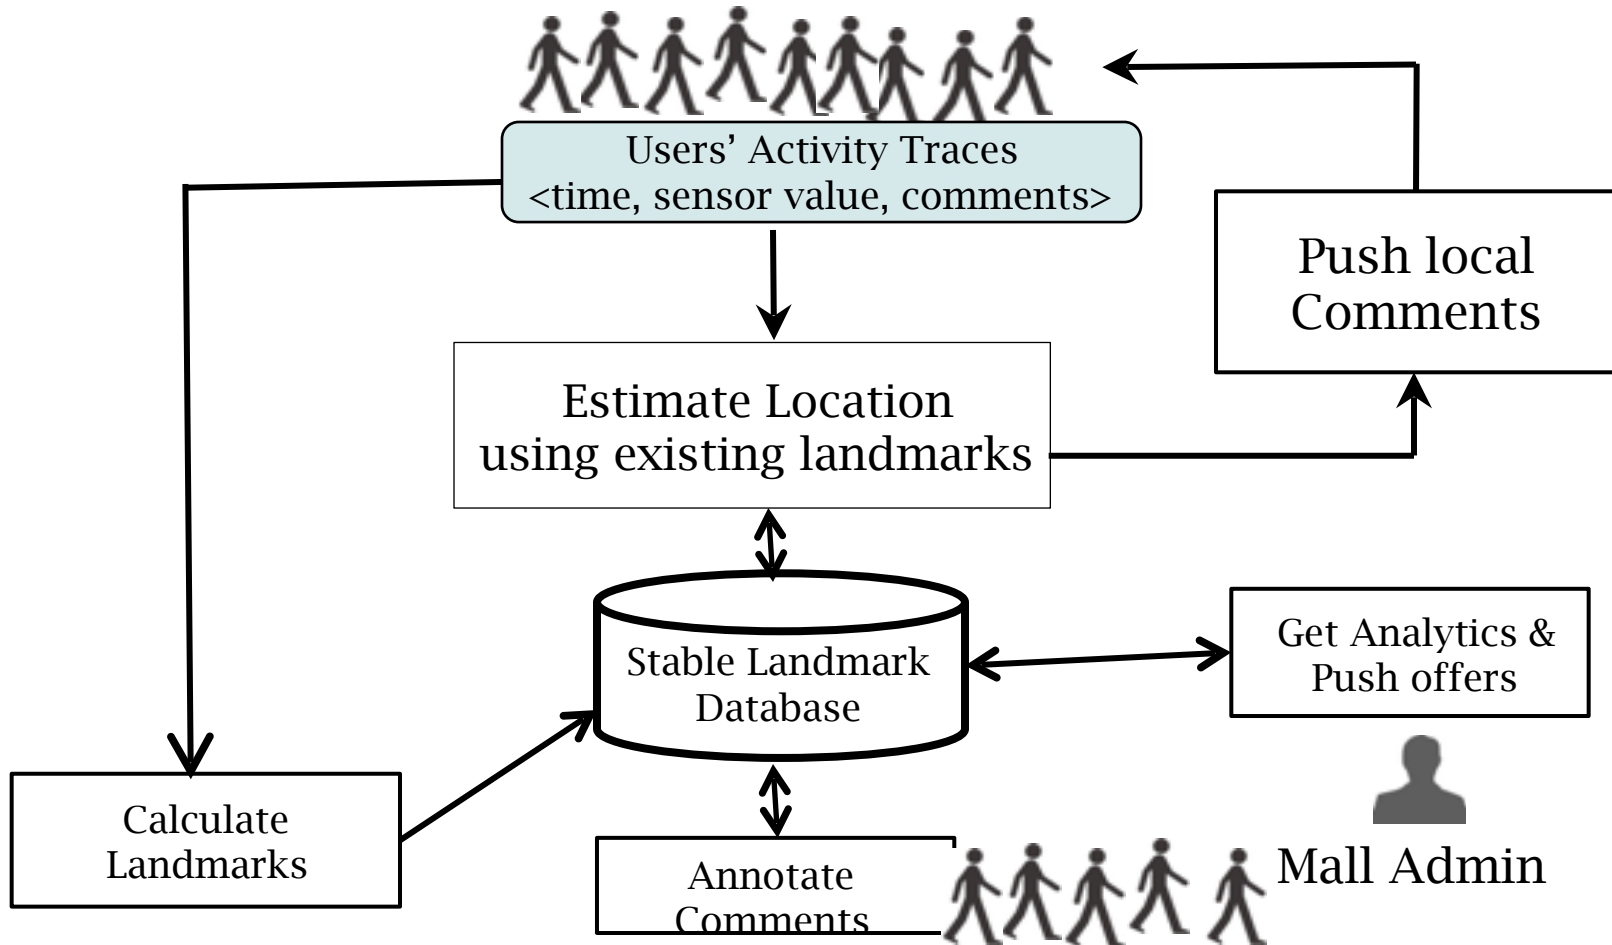 Users’ Activity Traces
<time, sensor value, comments>
Push local
Comments
Estimate Location
using existing landmarks
Stable Landmark
Database
Get Analytics &
Push offers
Calculate
Landmarks
Annotate
Comments
Mall Admin